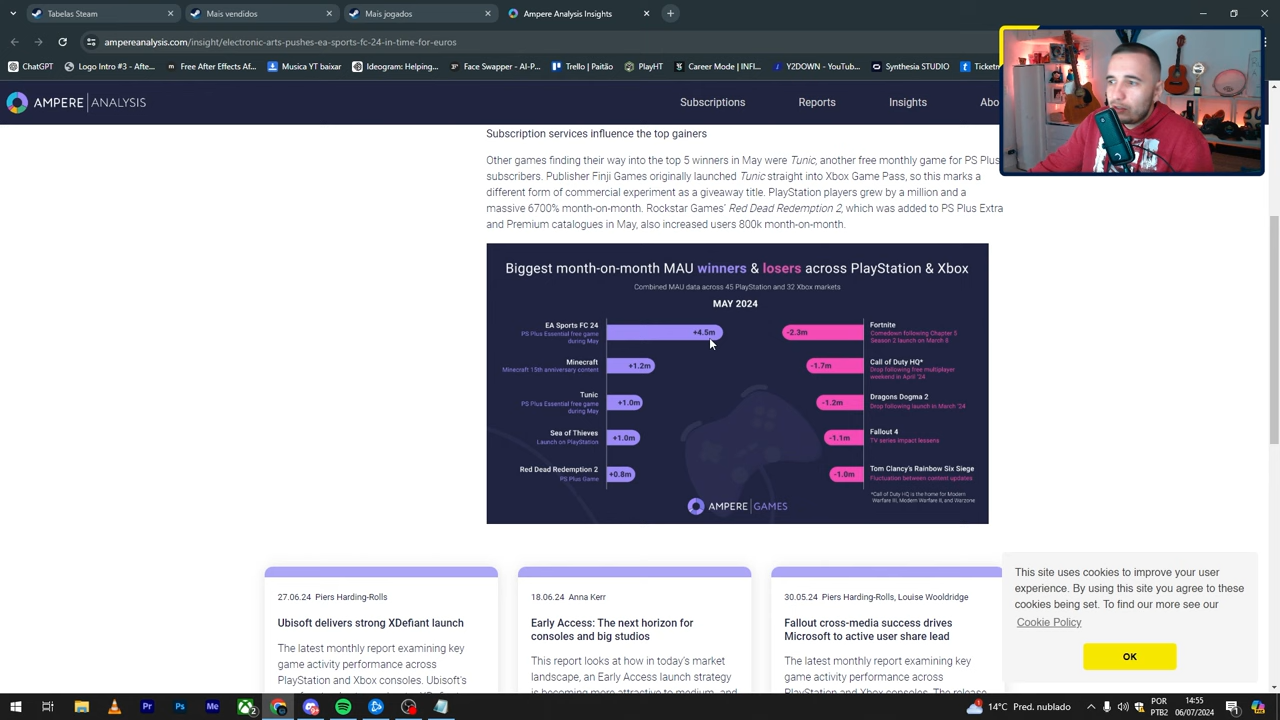 Tabelas
Mais jogados
Mais jogado
ampereanalysis.com/insight/electronic-arts-pushes-ea-sports-fc-24-in-time-for-euros
ChatGPT
Logo Intro #3 - Afte...
Free After Effects Af...
Musica YT
beatstars
Instagram: Helping...
Face Swapper - AI-P...
Trello | Paitão
PlayHT
Career Mode | INFL...
Y2DOWN - YouTub...
Synthesia STUDIO
Ticketm
AMPERE | ANALYSIS
Subscriptions
Reports
Insights
Abo
Subscription services influence the top gainers
Other games finding their way into the top 5 winners in May were Tunic, another free monthly game for PS Plus
subscribers. Publisher Finji Games originally launched Tunic straight into Xbox Game Pass, so this marks a
different form of commercial experiment as a giveaway title. PlayStation players grew by a million and a
massive 6700% month-on-month. Rockstar Games' Red Dead Redemption 2, which was added to PS Plus Extra
and Premium catalogues in May, also increased users 800k month-on-month.
Biggest month-on-month MAU winners & losers across PlayStation & Xbox
Combined MAU data across 45 PlayStation and 32 Xbox markets
MAY 2024
EA Sports FC 24
PS Plus Essential free game
during May
+4.5m
Minecraft
Minecraft 15th anniversary content
+1.2m
Tunic
PS Plus Essential free game
during May
+1.0m
Sea of Thieves
Launch on PlayStation
+1.0m
Red Dead Redemption 2
PS Plus Game
+0.8m
-2.3m
Fortnite
Comedown following Chapter 5
Season 2 launch on March 8
-1.7m
Call of Duty HQ*
Drop following free multiplayer
weekend in April '24
-1.2m
Dragons Dogma 2
Drop following launch in March '24
-1.1m
Fallout 4
TV series impact lessens
-1.0m
Tom Clancy's Rainbow Six Siege
Fluctuation between content updates
*Call of Duty HQ is the home for Modern
Warfare III, Modern Warfare II, and Warzone
AMPERE | GAMES
27.06.24 Piers Harding-Rolls
Ubisoft delivers strong XDefiant launch
The latest monthly report examining key
game activity performance across
PlayStation and Xbox consoles. Ubisoft's
18.06.24 Anna Kerr
Early Access: The next horizon for
consoles and big studios
This report looks at how in today's market
landscape, an Early Access launch strategy
is becoming more attractive to medium, and
30.05.24 Piers Harding-Rolls, Louise Wooldridge
Fallout cross-media success drives
Microsoft to active user share lead
The latest monthly report examining key
game activity performance across
PlayStation and Xbox consoles. The release
This site uses cookies to improve your user
experience. By using this site you agree to these
cookies being set. To find our more see our
Cookie Policy
OK
14°C Pred. nublado
POR
PTB2
14:55
06/07/2024